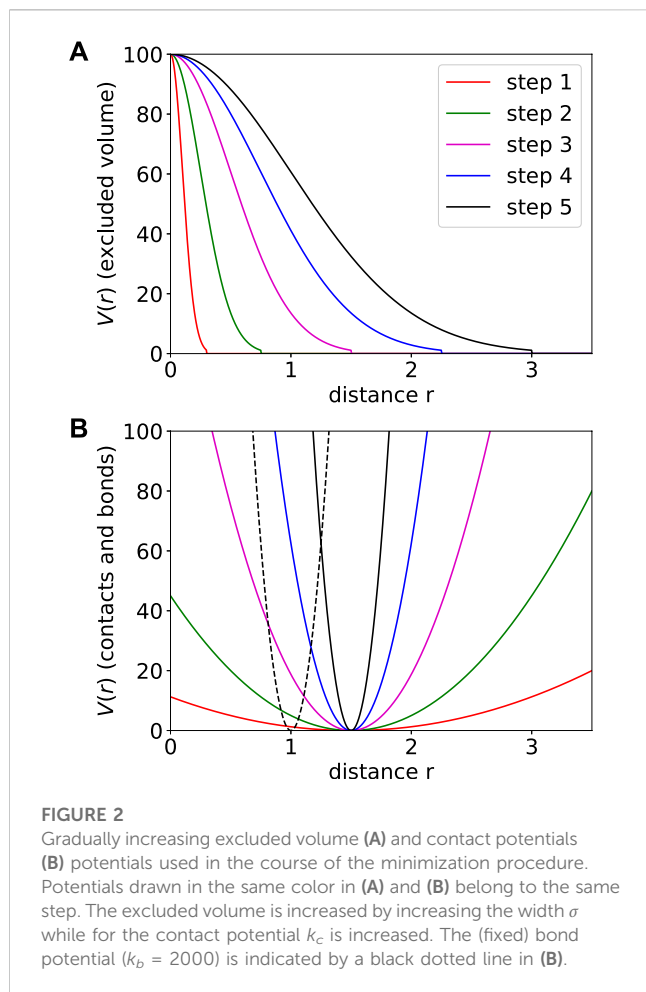 A
100
80
60
40
20
0
V(r) (excluded volume)
step 1
step 2
step 3
step 4
step 5
0 1 2 3
distance r
B
100
80
60
40
20
0
V(r) (contacts and bonds)
0 1 2 3
distance r
FIGURE 2
Gradually increasing excluded volume (A) and contact potentials
(B) potentials used in the course of the minimization procedure.
Potentials drawn in the same color in (A) and (B) belong to the same
step. The excluded volume is increased by increasing the width σ
while for the contact potential k_c is increased. The (fixed) bond
potential (k_b = 2000) is indicated by a black dotted line in (B).